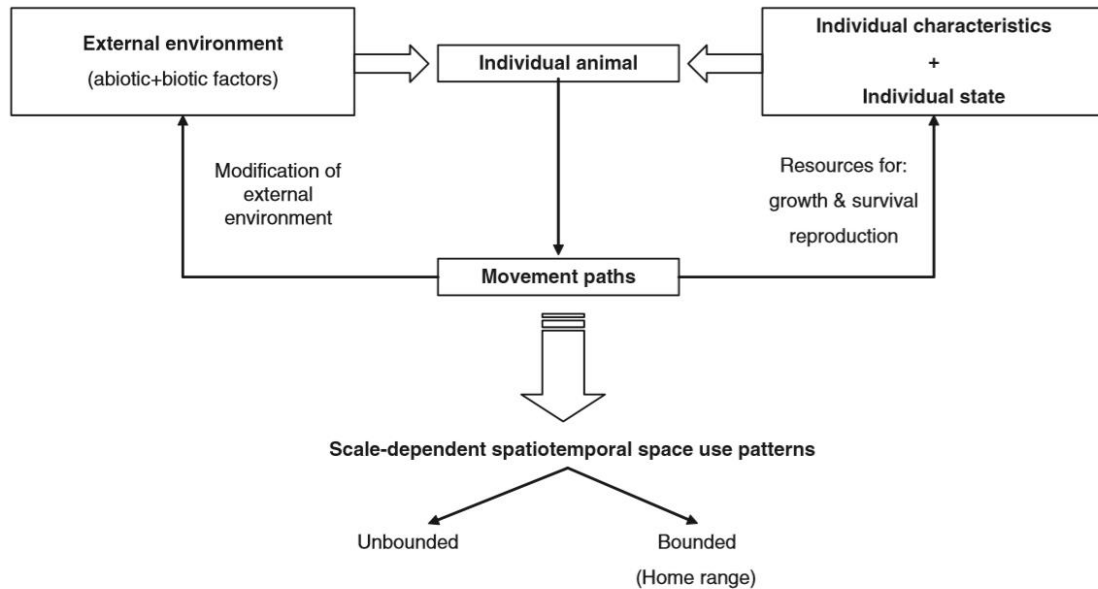 External environment
(abiotic+biotic factors)
Individual animal
Individual characteristics
+
Individual state
Modification of
external
environment
Resources for:
growth & survival
reproduction
Movement paths
Scale-dependent spatiotemporal space use patterns
Unbounded
Bounded
(Home range)